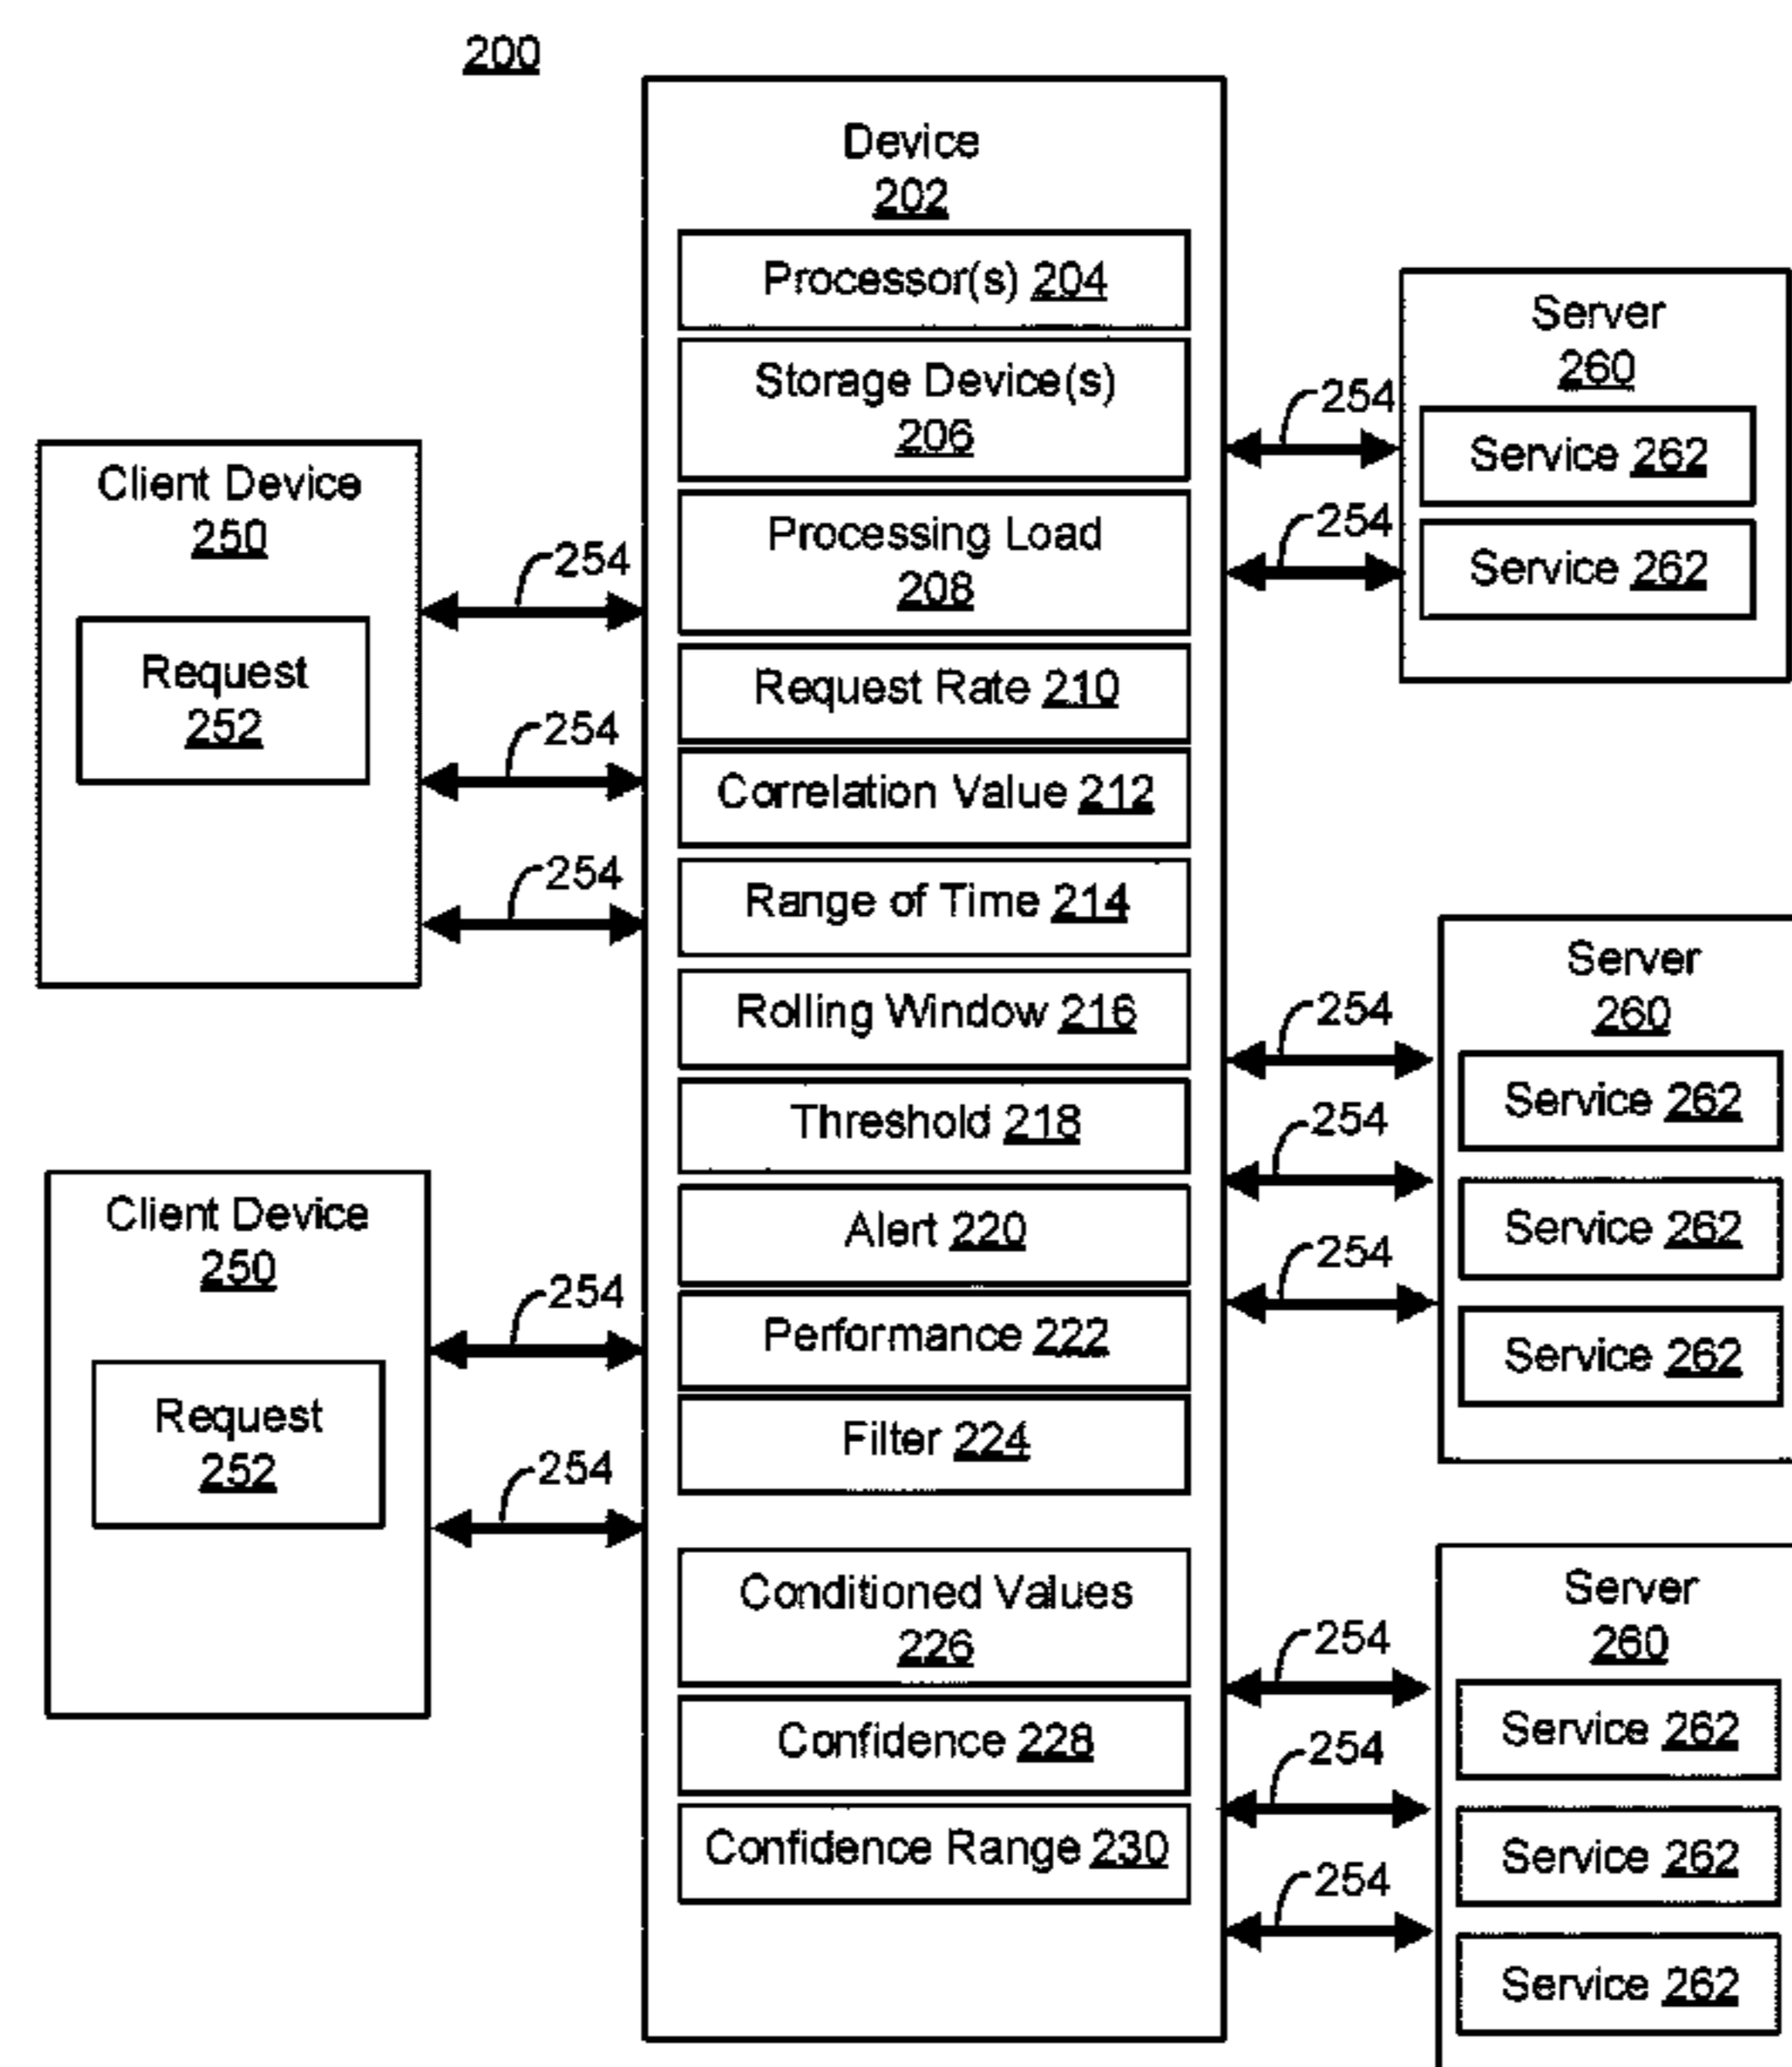 200
Device
202
Processor(s) 204
Storage Device(s)
206
Processing Load
208
Request Rate 210
Correlation Value 212
Range of Time 214
Rolling Window 216
Threshold 218
Alert 220
Performance 222
Filter 224
Conditioned Values
226
Confidence 228
Confidence Range 230
Client Device
250
Request
252
254
254
254
Client Device
250
Request
252
254
254
Server
260
Service 262
Service 262
254
254
Server
260
Service 262
Service 262
Service 262
254
254
254
Server
260
Service 262
Service 262
Service 262
254
254
254